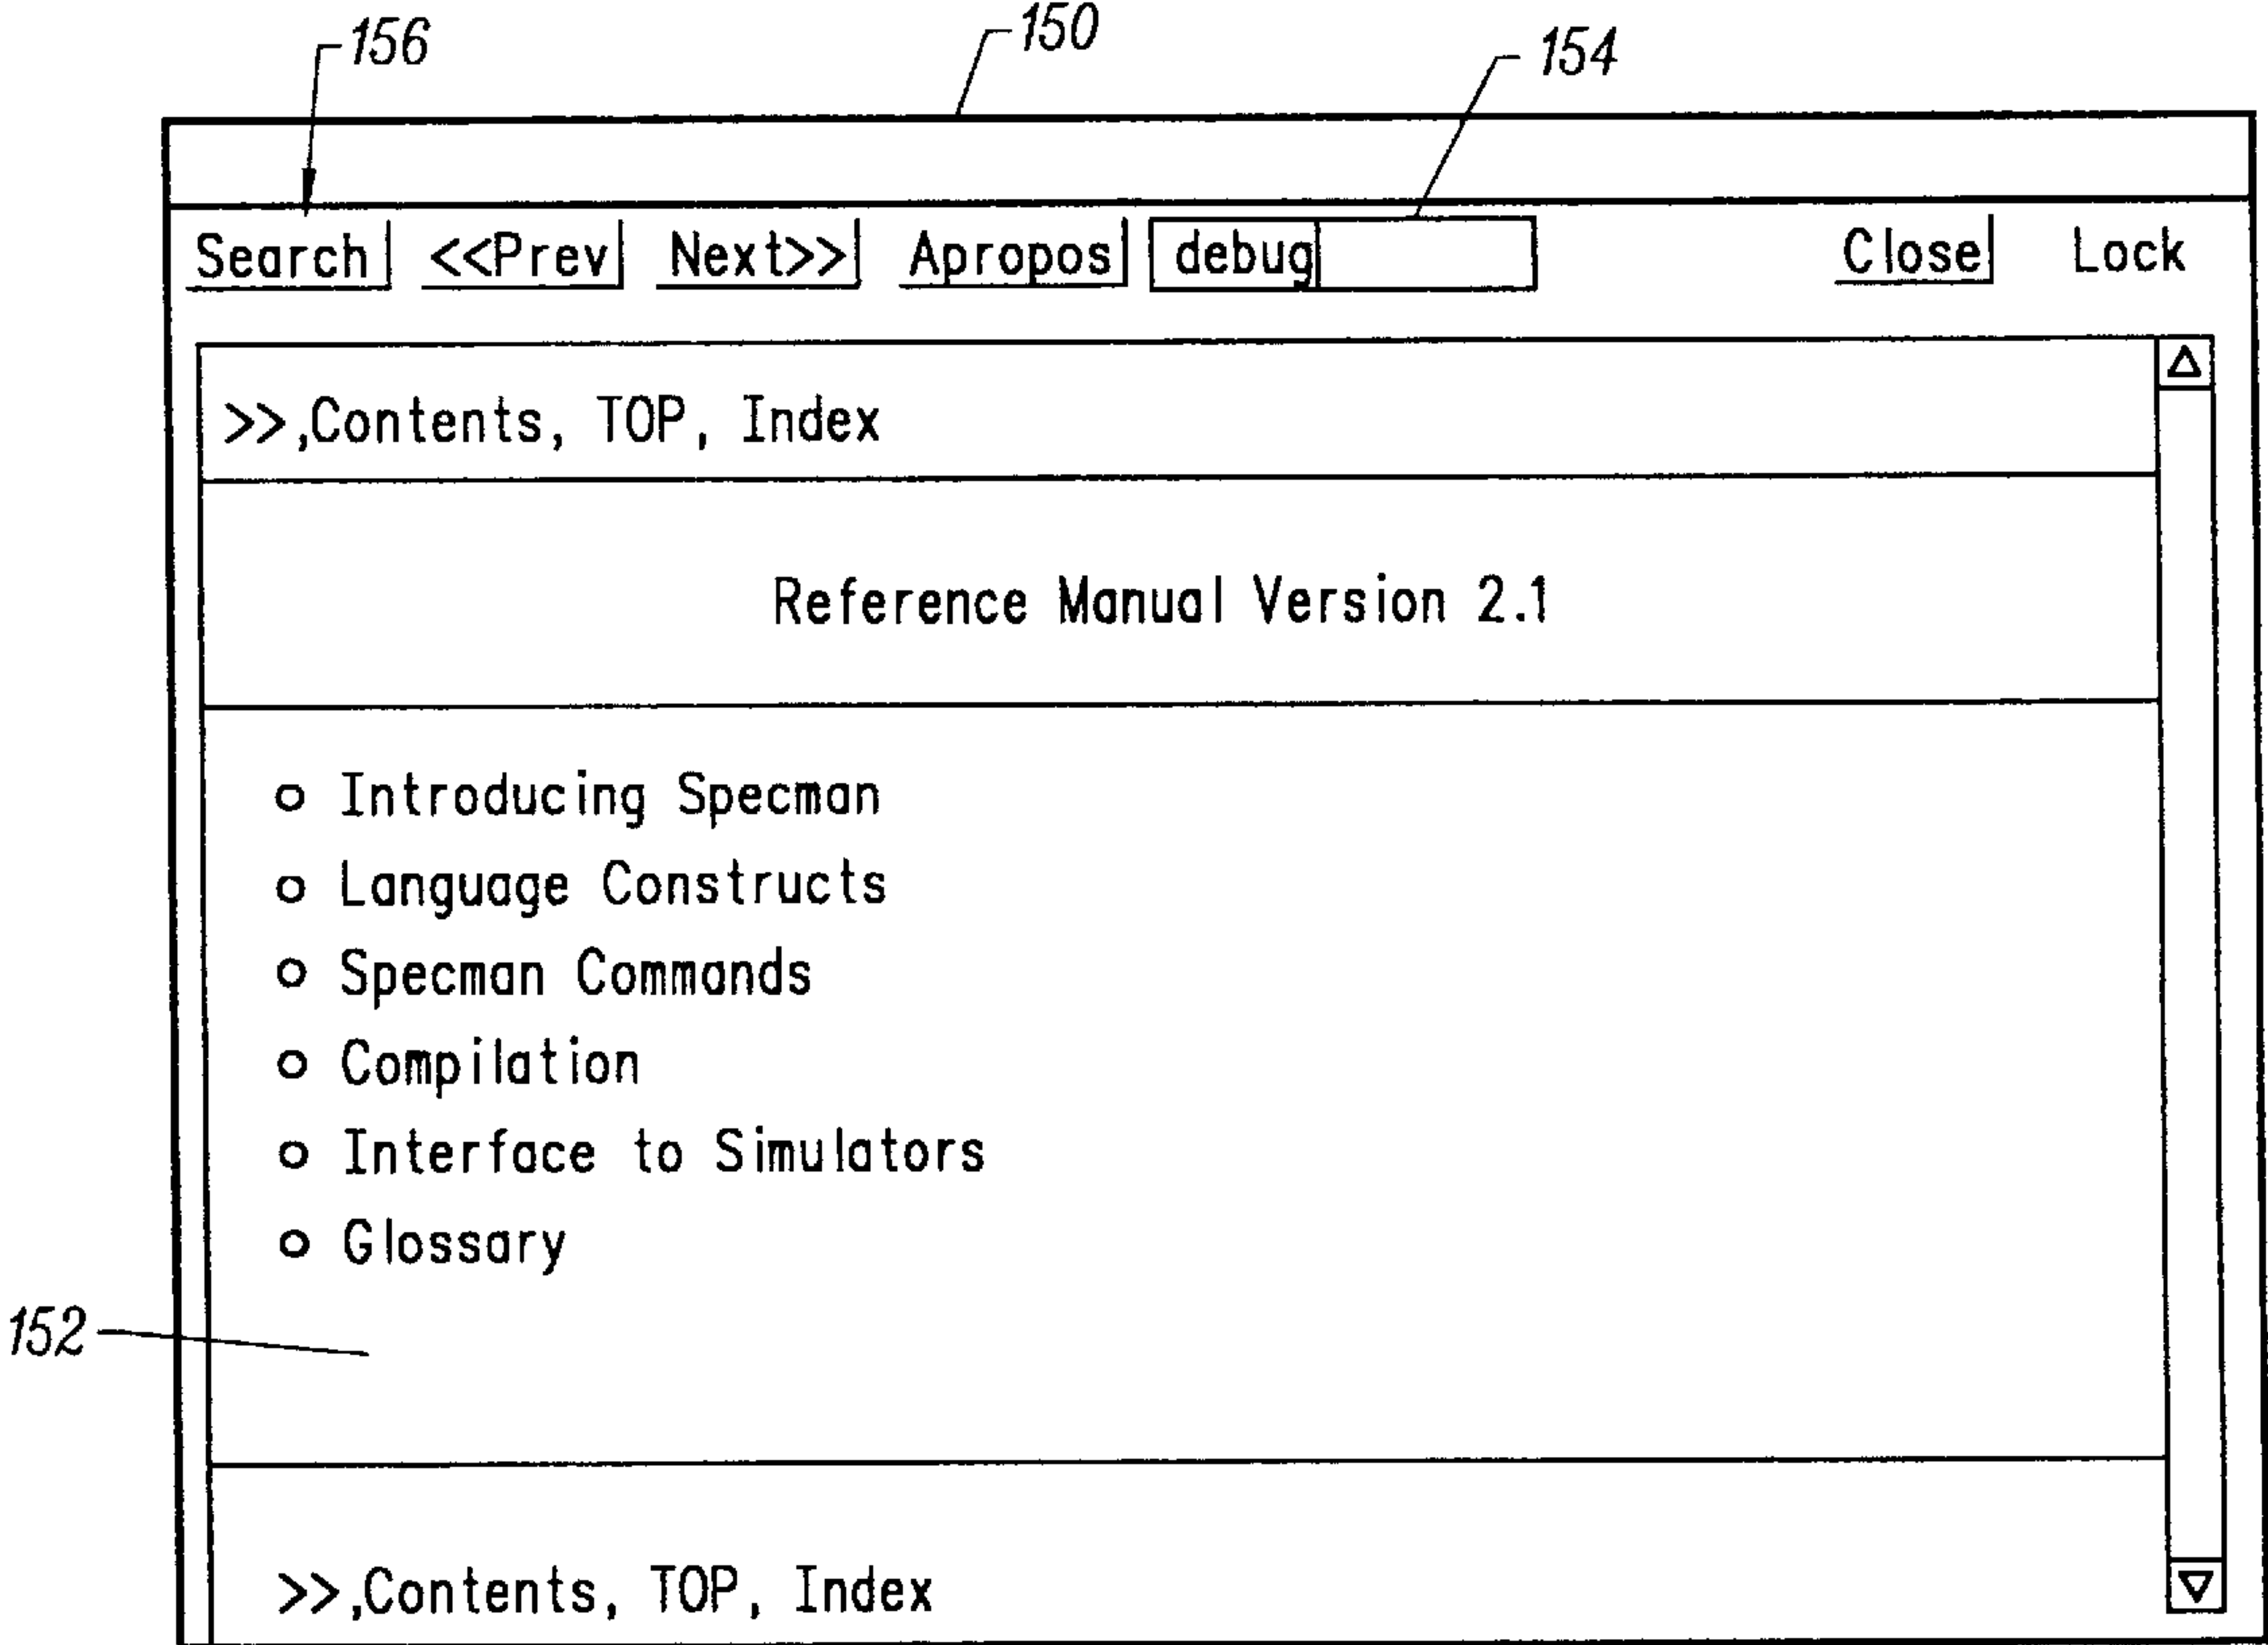 156 150 154
Search <<Prev Next>> Apropos debug Close Lock
>>,Contents, TOP, Index
Reference Manual Version 2.1
o Introducing Specman
o Language Constructs
o Specman Commands
o Compilation
o Interface to Simulators
o Glossary
152
>>,Contents, TOP, Index